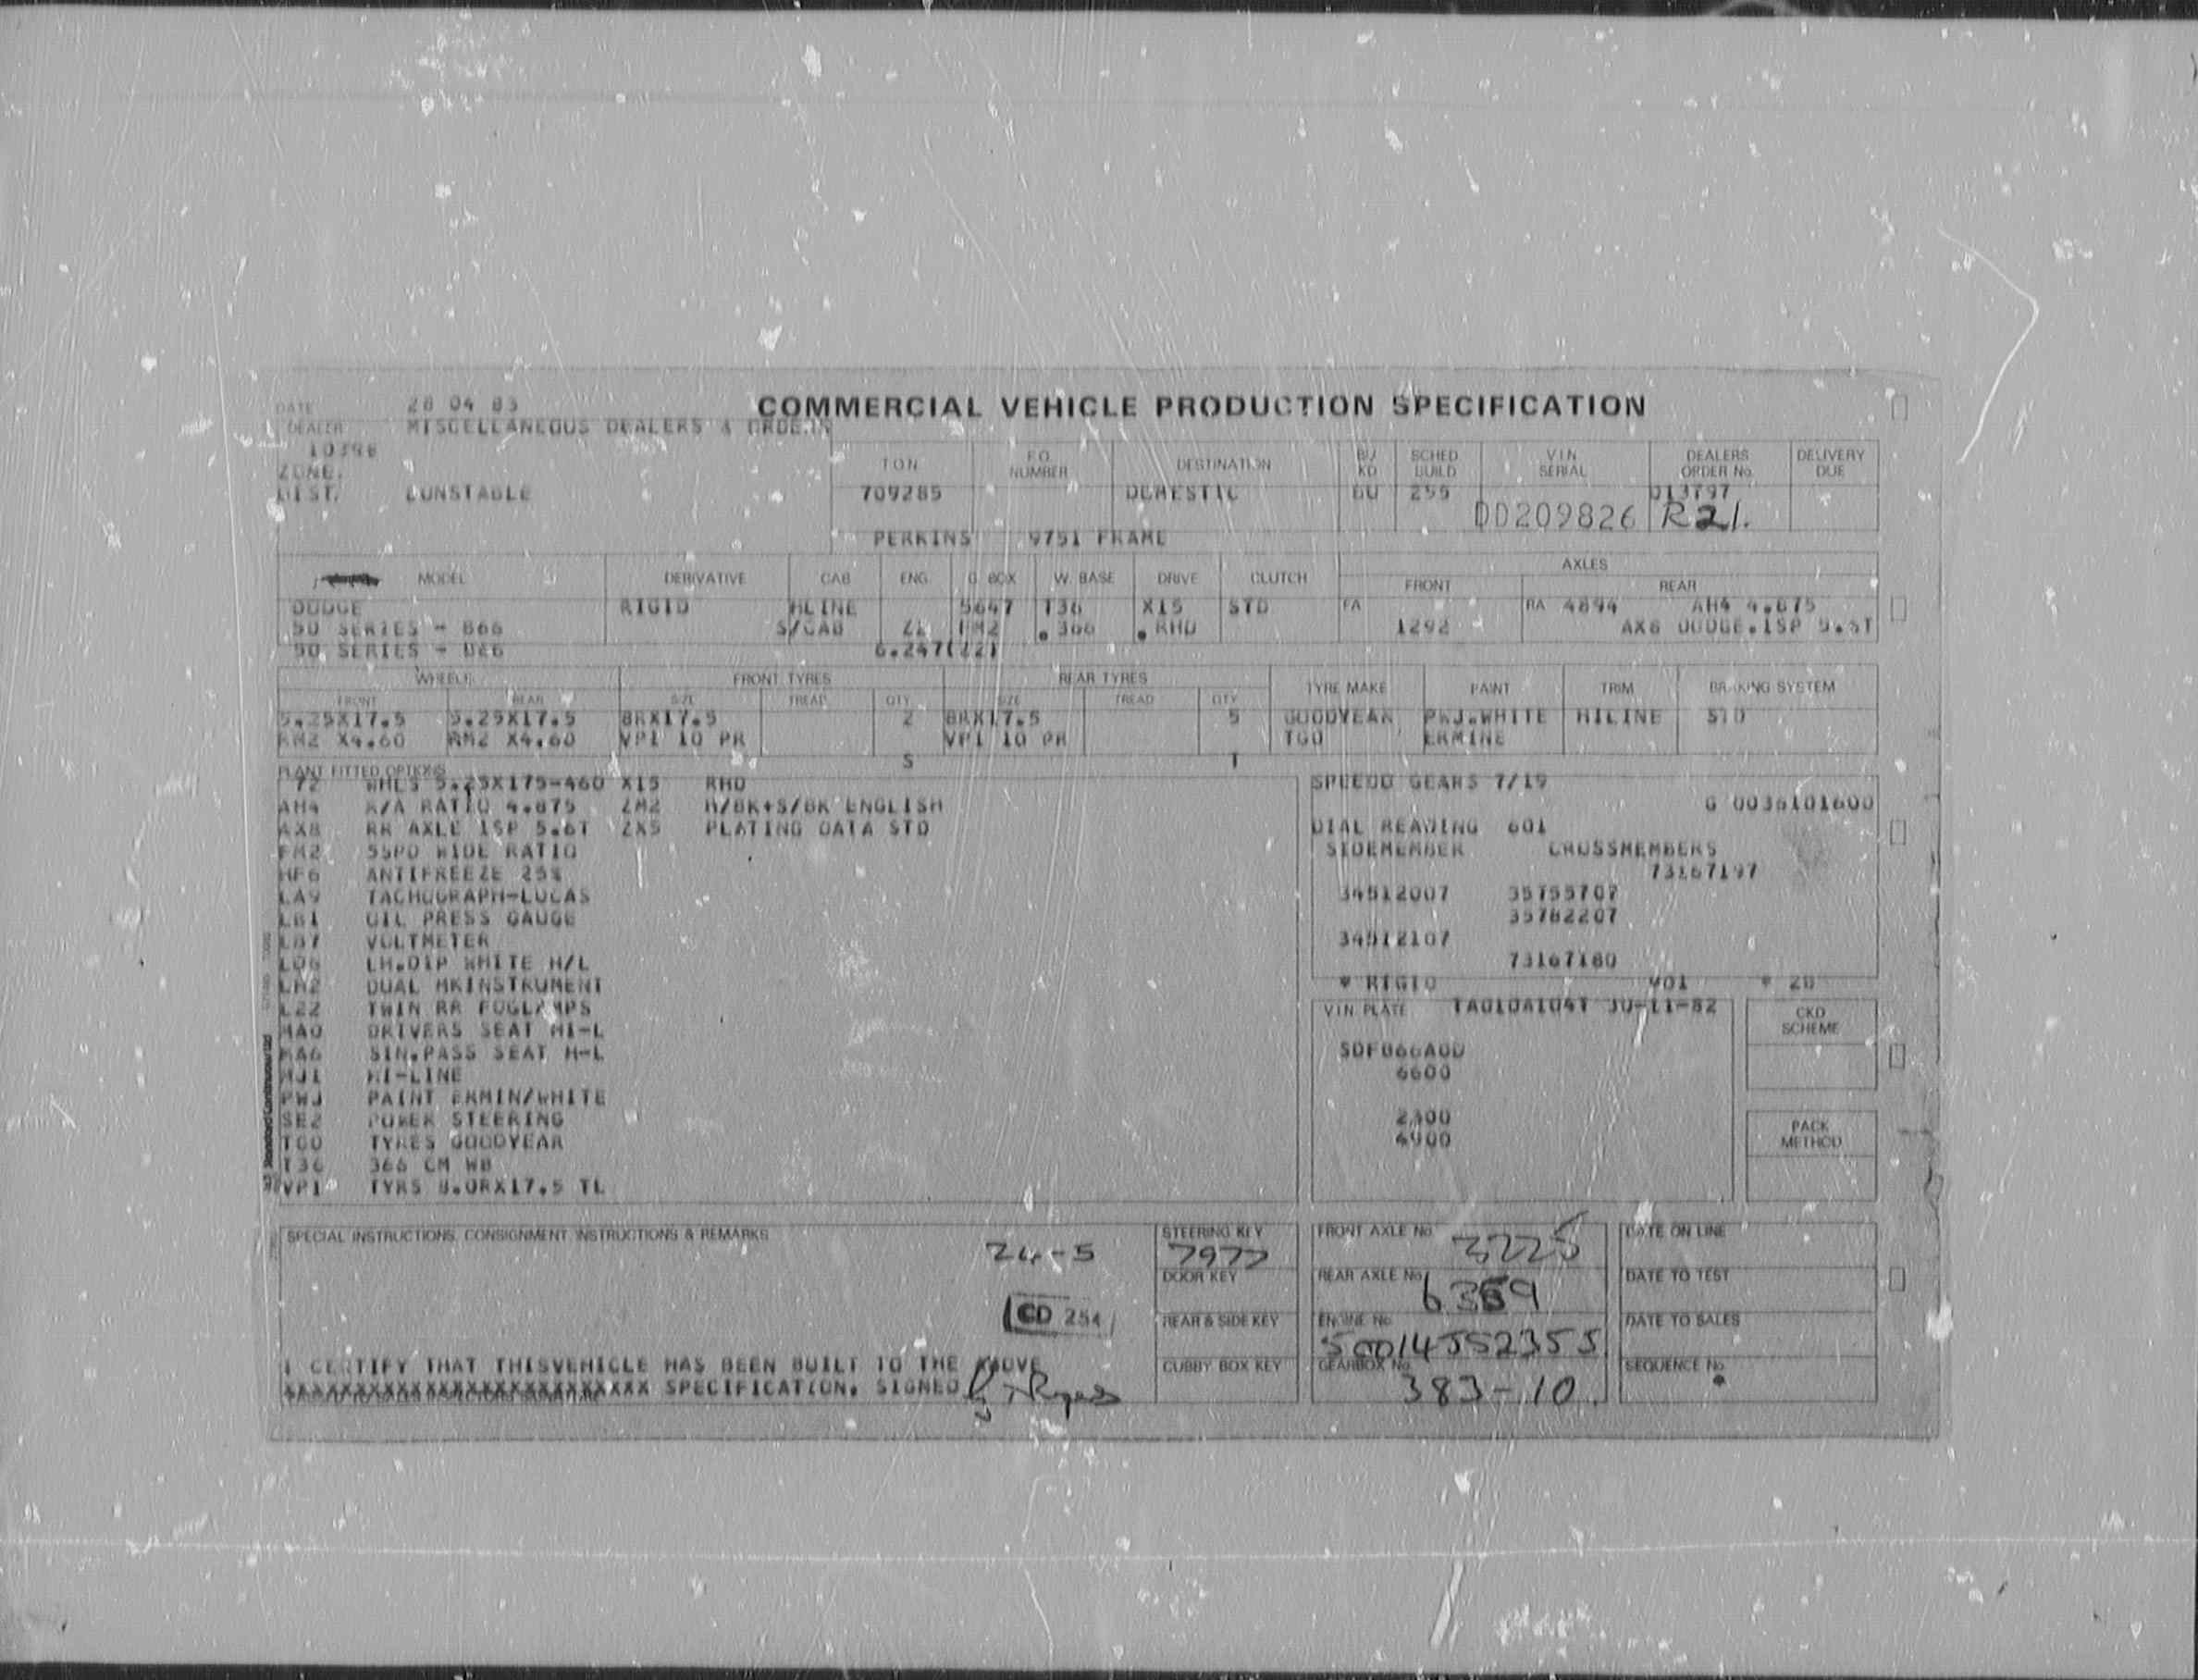 COMMERCIAL VEHICLE PRODUCTION SPECIFICATION
DATE 28 04 83
DEALER MISCELLANEOUS DEALERS & ORDERS
10398
ZONE.
DIST. DUNSTABLE
T.O.N. F.O. NUMBER DESTINATION BU KD SCHED BUILD V.I.N SERIAL DEALERS ORDER No. DELIVERY DUE
709285 DOMESTIC BU 255 DD209826 D13797 R21.
PERKINS 9751 FRAME
MODEL DERIVATIVE CAB ENG. G. BOX W. BASE DRIVE CLUTCH AXLES FRONT REAR
DODGE RIGID HLINE 5647 T36 X15 STD FA RA 4894 AH4 4.875
50 SERIES - B66 S/CAB FM2 .366 .RHD 1292 AX8 DODGE.1SP 5.6T
50 SERIES - 6.247(
WHEELS FRONT TYRES REAR TYRES TYRE MAKE PAINT TRIM BRAKING SYSTEM
FRONT REAR SIZE TREAD QTY SIZE TREAD QTY
5.25X17.5 5.25X17.5 8RX17.5 2 8RX17.5 5 GOODYEAR PWJ.WHITE HILINE STD
RM2 X4.60 RM2 X4.60 VP1 10 PR VP1 10 PR TGO ERMINE
S T
PLANT FITTED OPTIONS
72 WHLS 5.25X175-460 X15 RHD
AH4 R/A RATIO 4.875 ZM2 H/BK+S/BK ENGLISH
AX8 RR AXLE 1SP 5.6T ZX5 PLATING DATA STD
FM2 5SPD WIDE RATIO
HF6 ANTIFREEZE 25%
LA9 TACHOGRAPH-LUCAS
LB1 OIL PRESS GAUGE
LB7 VOLTMETER
LD6 LH.DIP WHITE H/L
LH2 DUAL MKINSTRUMENT
L22 TWIN RR FOGLAMPS
MA0 DRIVERS SEAT HI-L
MA6 SIN.PASS SEAT H-L
MJ1 HI-LINE
PWJ PAINT ERMIN/WHITE
SE2 POWER STEERING
TGO TYRES GOODYEAR
T36 366 CM WB
VP1 TYRS 8.0RX17.5 TL
SPEEDO GEARS 7/19
G 0036101600
DIAL READING 601
SIDEMEMBER CROSSMEMBERS
73167197
34512007 35755707
35782207
34512107
73167180
* RIGID V01 * 20
VIN PLATE TA010A104T 30-11-82
SDFB66A0D
6600
2300
4900
CKD SCHEME
PACK METHOD
Standard Continuous Ltd
SPECIAL INSTRUCTIONS, CONSIGNMENT INSTRUCTIONS & REMARKS
24-5
CD 254
I CERTIFY THAT THISVEHICLE HAS BEEN BUILT TO THE ABOVE
XXXXXXXXXXXXXXXXXXXXXXXXXX SPECIFICATION. SIGNED
STEERING KEY 7977
DOOR KEY
REAR & SIDE KEY
CUBBY BOX KEY
FRONT AXLE No. 3225
REAR AXLE No. 6359
ENGINE No. 50014J52355
GEARBOX No. 383-10
DATE ON LINE
DATE TO TEST
DATE TO SALES
SEQUENCE No.